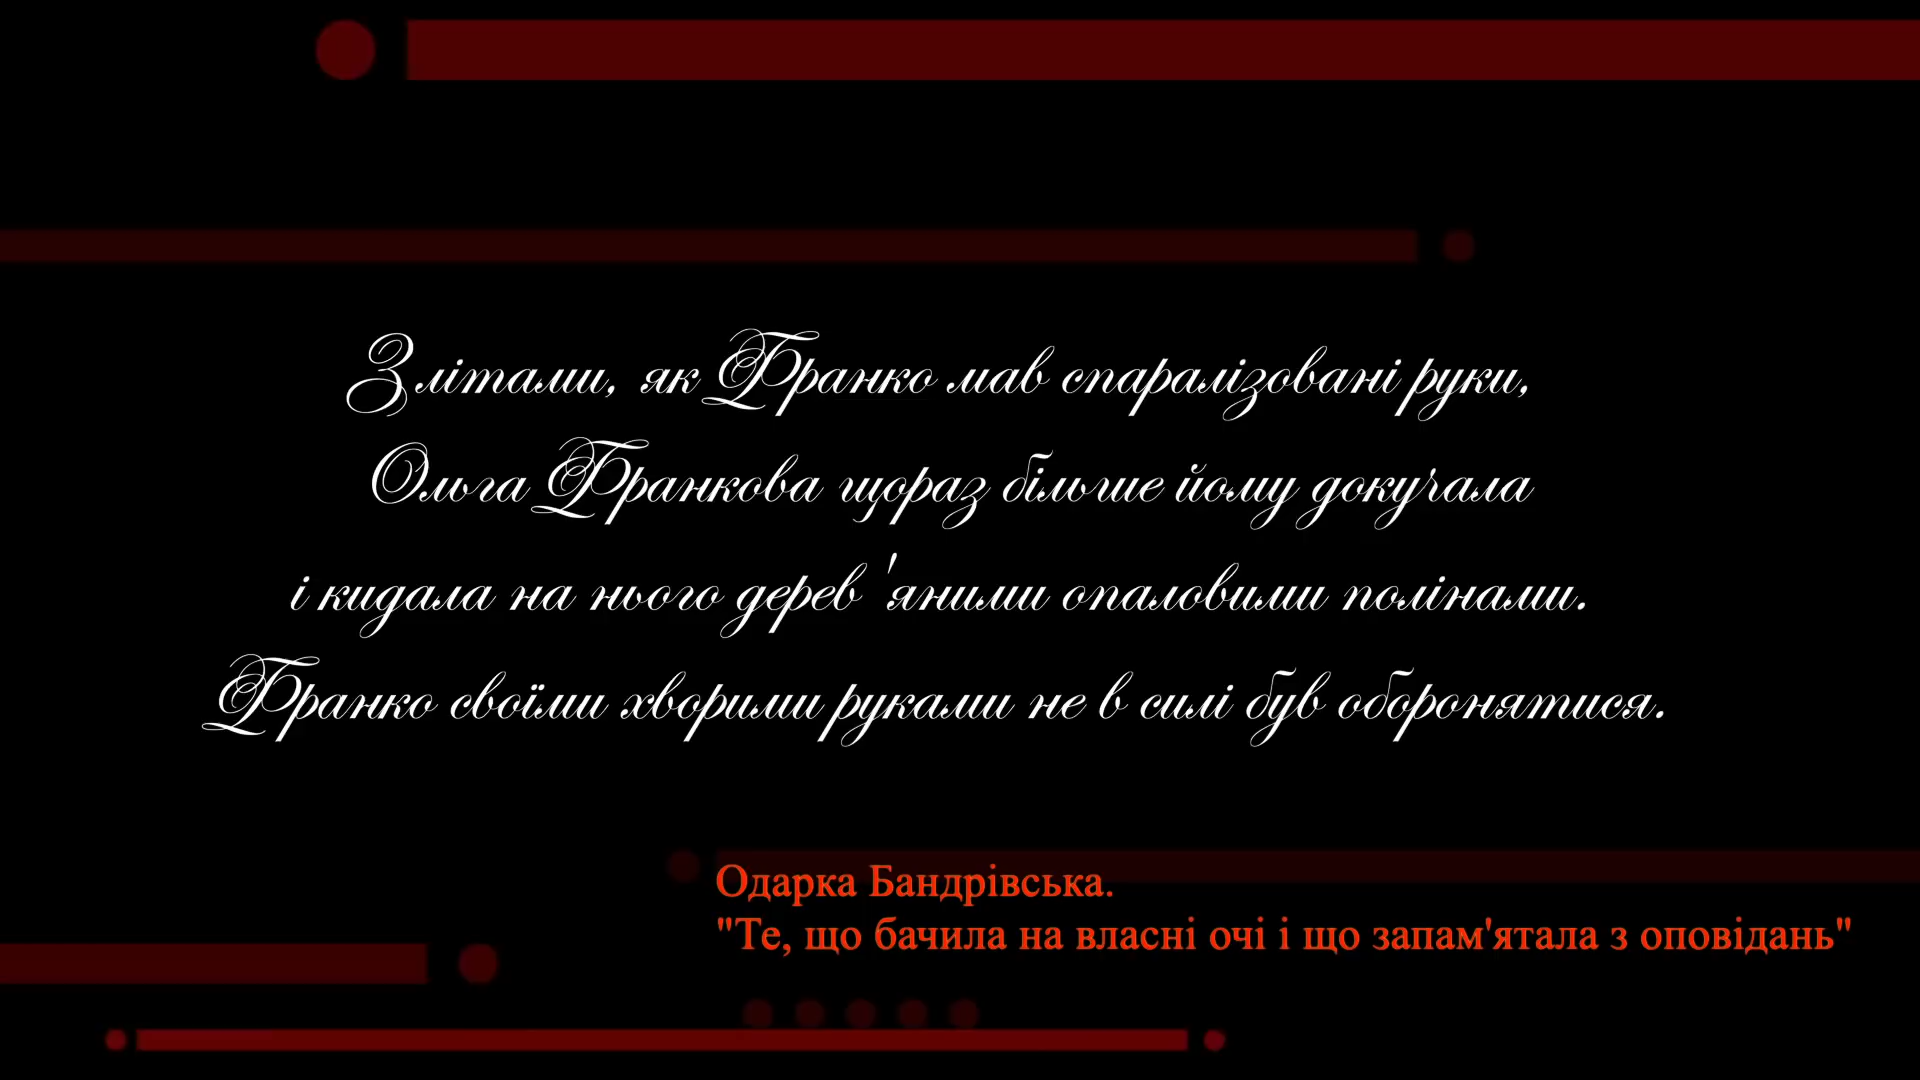 З літами, як Франко мав спаралізовані руки,
Ольга Франкова щораз більше йому докучала
і кидала на нього дерев'яними опаловими полінами.
Франко своїми хворими руками не в силі був оборонятися.
Одарка Бандрівська.
"Те, що бачила на власні очі і що запам'ятала з оповідань"